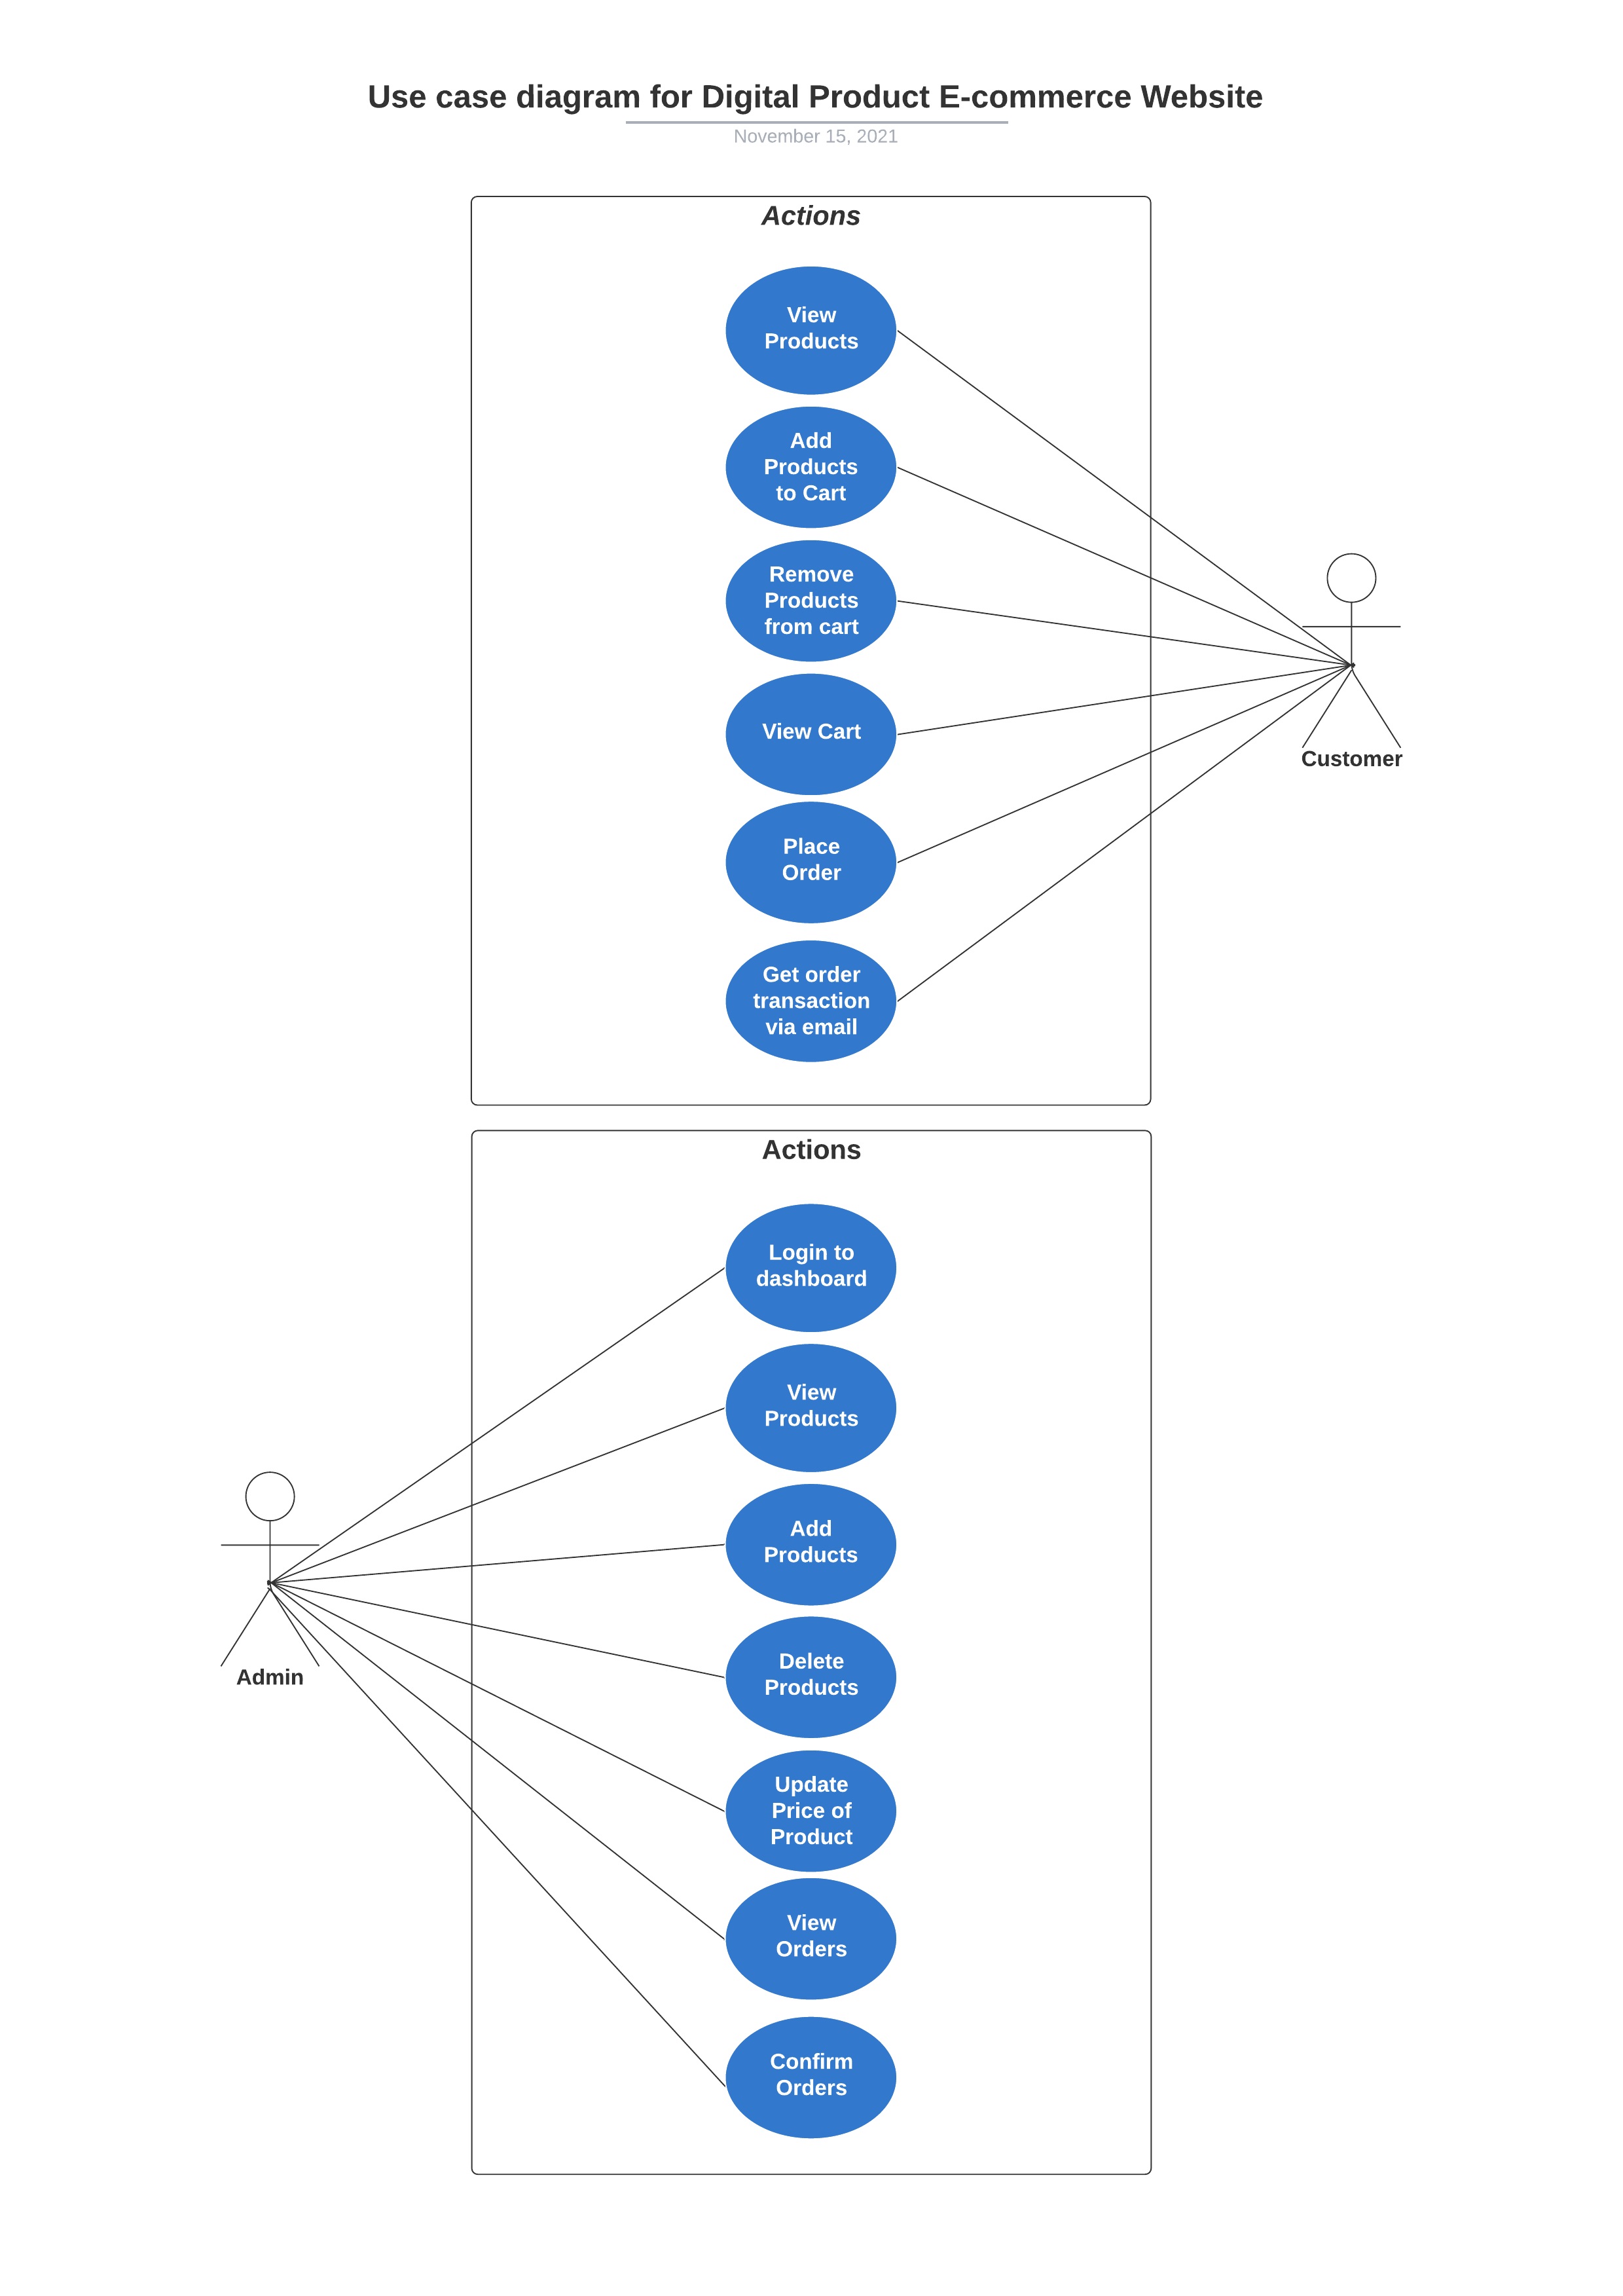 Use case diagram for Digital Product E-commerce Website
November 15, 2021
Actions
View
Products
Add
Products
to Cart
Remove
Products
from cart
View Cart
Customer
Place
Order
Get order
transaction
via email
Actions
Login to
dashboard
View
Products
Add
Products
Delete
Products
Admin
Update
Price of
Product
View
Orders
Confirm
Orders